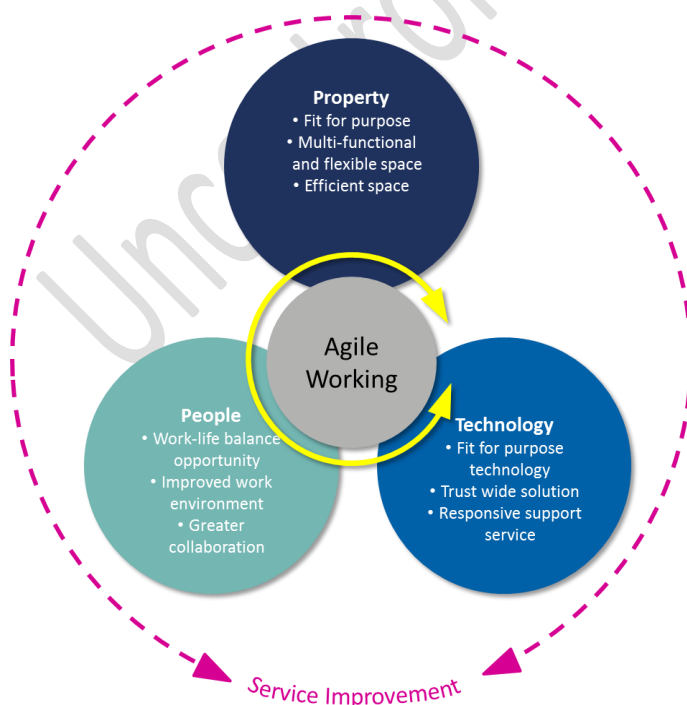 Property
• Fit for purpose
• Multi-functional
and flexible space
• Efficient space
Agile
Working
People
• Work-life balance
opportunity
• Improved work
environment
• Greater
collaboration
Technology
• Fit for purpose
technology
• Trust wide solution
• Responsive support
service
Service Improvement